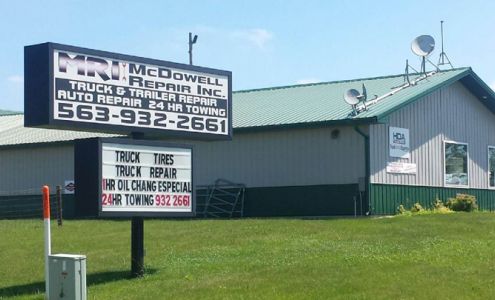 MRI McDowell
Repair Inc.
TRUCK & TRAILER REPAIR
AUTO REPAIR 24 HR TOWING
563-932-2661
TRUCK TIRES
TRUCK REPAIR
1HR OIL CHANG ESPECIAL
24HR TOWING 932 2661
HDA